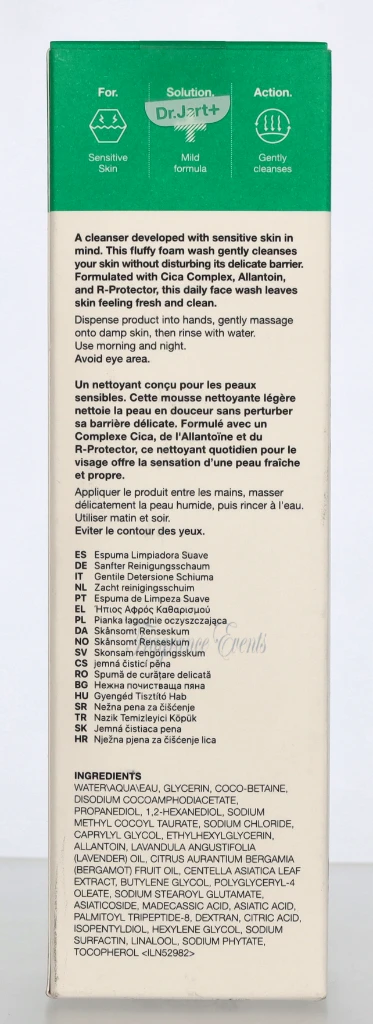 For.
Solution.
Action.
Dr.Jart+
Sensitive
Skin
Mild
formula
Gently
cleanses
A cleanser developed with sensitive skin in
mind. This fluffy foam wash gently cleanses
your skin without disturbing its delicate barrier.
Formulated with Cica Complex, Allantoin,
and R-Protector, this daily face wash leaves
skin feeling fresh and clean.
Dispense product into hands, gently massage
onto damp skin, then rinse with water.
Use morning and night.
Avoid eye area.
Un nettoyant conçu pour les peaux
sensibles. Cette mousse nettoyante légère
nettoie la peau en douceur sans perturber
sa barrière délicate. Formulé avec un
Complexe Cica, de l'Allantoïne et du
R-Protector, ce nettoyant quotidien pour le
visage offre la sensation d'une peau fraîche
et propre.
Appliquer le produit entre les mains, masser
délicatement la peau humide, puis rincer à l'eau.
Utiliser matin et soir.
Eviter le contour des yeux.
ES Espuma Limpiadora Suave
DE Sanfter Reinigungsschaum
IT Gentile Detersione Schiuma
NL Zacht reinigingsschuim
PT Espuma de Limpeza Suave
EL Ήπιος Αφρός Καθαρισμού
PL Pianka łagodnie oczyszczająca
DA Skånsomt Renseskum
NO Skånsomt Renseskum
SV Skonsam rengöringsskum
Events
CS jemná čisticí pěna
RO Spumă de curățare delicată
BG Нежна почистваща пяна
HU Gyengéd Tisztító Hab
SR Nežna pena za čišćenje
TR Nazik Temizleyici Köpük
SK Jemná čistiaca pena
HR Nježna pjena za čišćenje lica
INGREDIENTS
WATER\AQUA\EAU, GLYCERIN, COCO-BETAINE,
DISODIUM COCOAMPHODIACETATE,
PROPANEDIOL, 1,2-HEXANEDIOL, SODIUM
METHYL COCOYL TAURATE, SODIUM CHLORIDE,
CAPRYLYL GLYCOL, ETHYLHEXYLGLYCERIN,
ALLANTOIN, LAVANDULA ANGUSTIFOLIA
(LAVENDER) OIL, CITRUS AURANTIUM BERGAMIA
(BERGAMOT) FRUIT OIL, CENTELLA ASIATICA LEAF
EXTRACT, BUTYLENE GLYCOL, POLYGLYCERYL-4
OLEATE, SODIUM STEAROYL GLUTAMATE,
ASIATICOSIDE, MADECASSIC ACID, ASIATIC ACID,
PALMITOYL TRIPEPTIDE-8, DEXTRAN, CITRIC ACID,
ISOPENTYLDIOL, HEXYLENE GLYCOL, SODIUM
SURFACTIN, LINALOOL, SODIUM PHYTATE,
TOCOPHEROL <ILN52982>